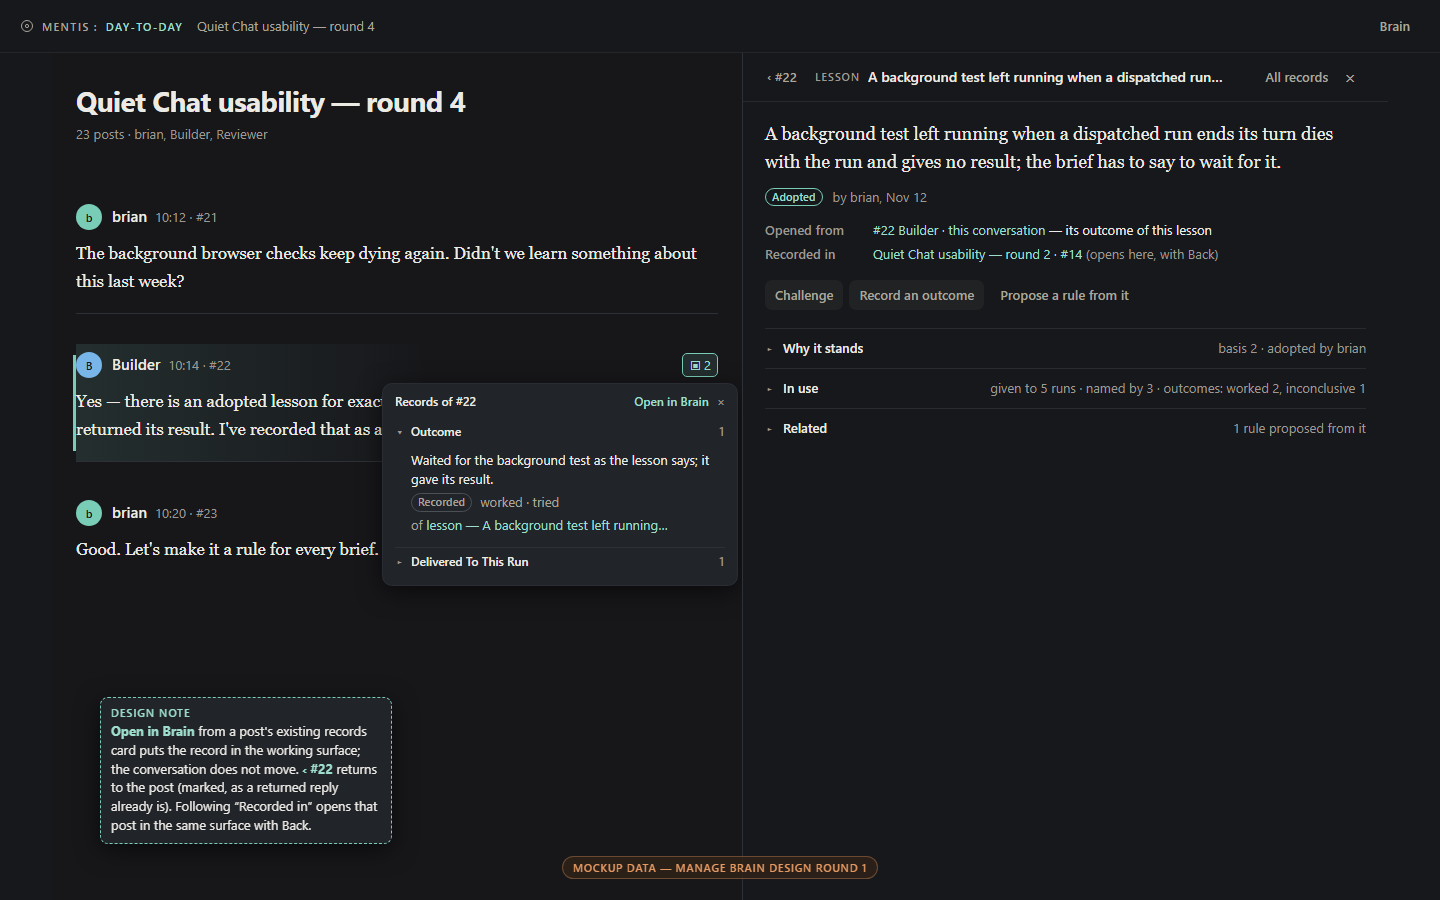 MENTIS : DAY-TO-DAY Quiet Chat usability — round 4
Brain
Quiet Chat usability — round 4
23 posts · brian, Builder, Reviewer
b brian 10:12 · #21
The background browser checks keep dying again. Didn't we learn something about
this last week?
B Builder 10:14 · #22
2
Yes — there is an adopted lesson for exac
returned its result. I've recorded that as a
b brian 10:20 · #23
Good. Let's make it a rule for every brief.
Records of #22 Open in Brain ×
Outcome 1
Waited for the background test as the lesson says; it
gave its result.
Recorded worked · tried
of lesson — A background test left running...
Delivered To This Run 1
DESIGN NOTE
Open in Brain from a post's existing records
card puts the record in the working surface;
the conversation does not move. ‹ #22 returns
to the post (marked, as a returned reply
already is). Following "Recorded in" opens that
post in the same surface with Back.
‹ #22 LESSON A background test left running when a dispatched run... All records ×
A background test left running when a dispatched run ends its turn dies
with the run and gives no result; the brief has to say to wait for it.
Adopted by brian, Nov 12
Opened from #22 Builder · this conversation — its outcome of this lesson
Recorded in Quiet Chat usability — round 2 · #14 (opens here, with Back)
Challenge Record an outcome Propose a rule from it
Why it stands basis 2 · adopted by brian
In use given to 5 runs · named by 3 · outcomes: worked 2, inconclusive 1
Related 1 rule proposed from it
MOCKUP DATA — MANAGE BRAIN DESIGN ROUND 1